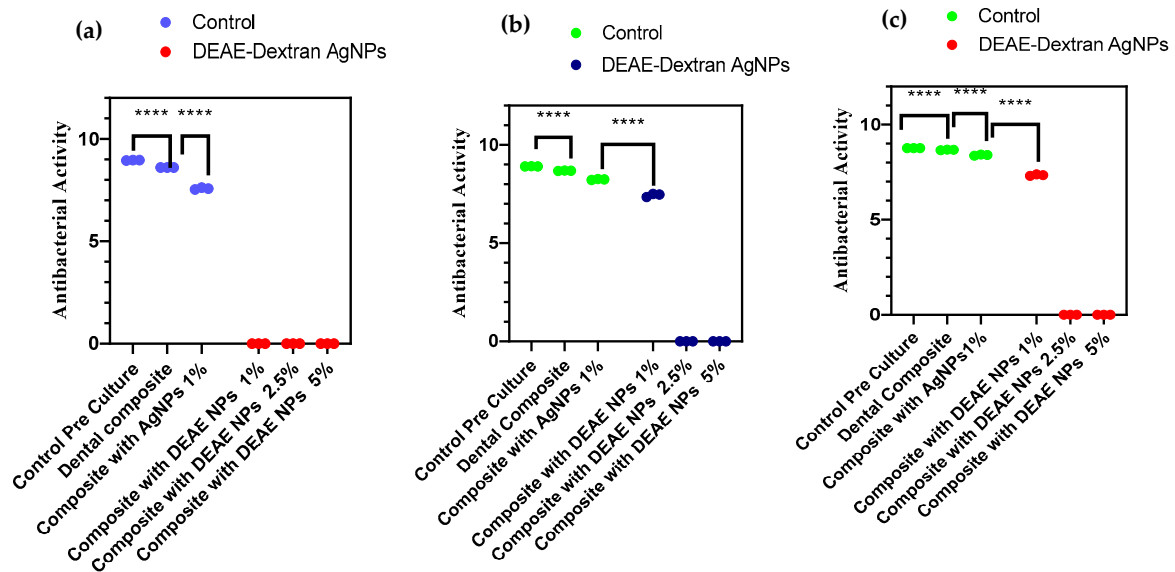 (a)
Control
DEAE-Dextran AgNPs
**** ****
10
5
0
Antibacterial Activity
Control Pre Culture
Dental composite
Composite with AgNPs 1%
Composite with DEAE NPs 1%
Composite with DEAE NPs 2.5%
Composite with DEAE NPs 5%
(b)
Control
DEAE-Dextran AgNPs
**** ****
10
5
0
Antibacterial Activity
Control Pre Culture
Dental Composite
Composite with AgNPs 1%
Composite with DEAE NPs 1%
Composite with DEAE NPs 2.5%
Composite with DEAE NPs 5%
(c)
Control
DEAE-Dextran AgNPs
**** **** ****
10
5
0
Antibacterial Activity
Control Pre Culture
Dental Composite
Composite with AgNPs1%
Composite with DEAE NPs 1%
Composite with DEAE NPs 2.5%
Composite with DEAE NPs 5%